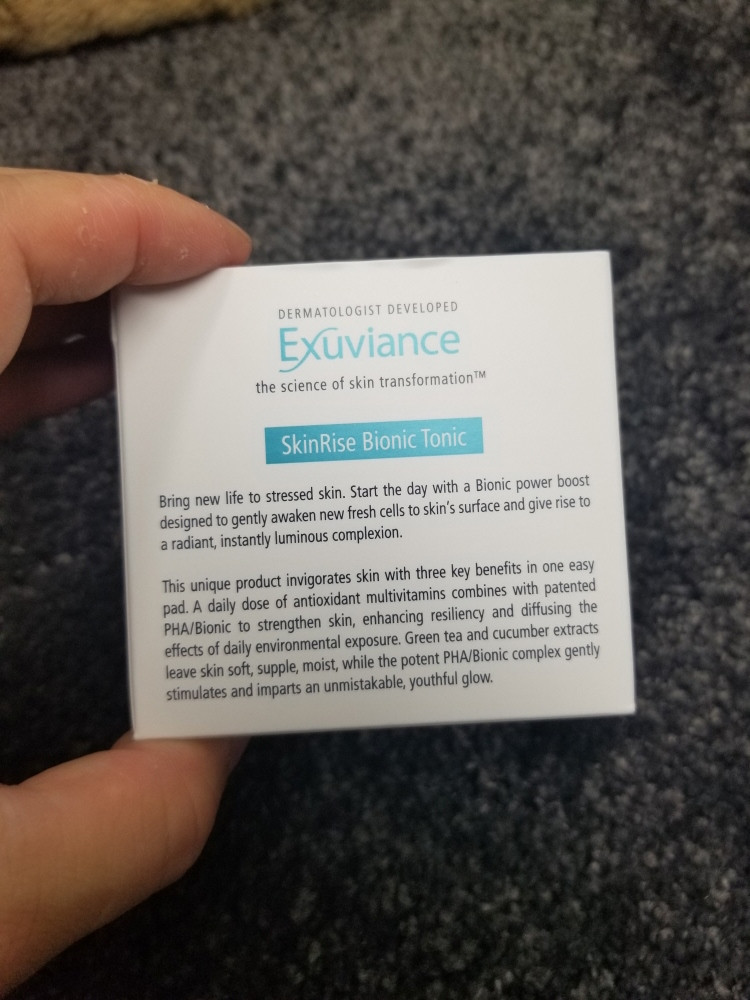 DERMATOLOGIST DEVELOPED
Exuviance
the science of skin transformation™
SkinRise Bionic Tonic
Bring new life to stressed skin. Start the day with a Bionic power boost
designed to gently awaken new fresh cells to skin's surface and give rise to
a radiant, instantly luminous complexion.
This unique product invigorates skin with three key benefits in one easy
pad. A daily dose of antioxidant multivitamins combines with patented
PHA/Bionic to strengthen skin, enhancing resiliency and diffusing the
effects of daily environmental exposure. Green tea and cucumber extracts
leave skin soft, supple, moist, while the potent PHA/Bionic complex gently
stimulates and imparts an unmistakable, youthful glow.